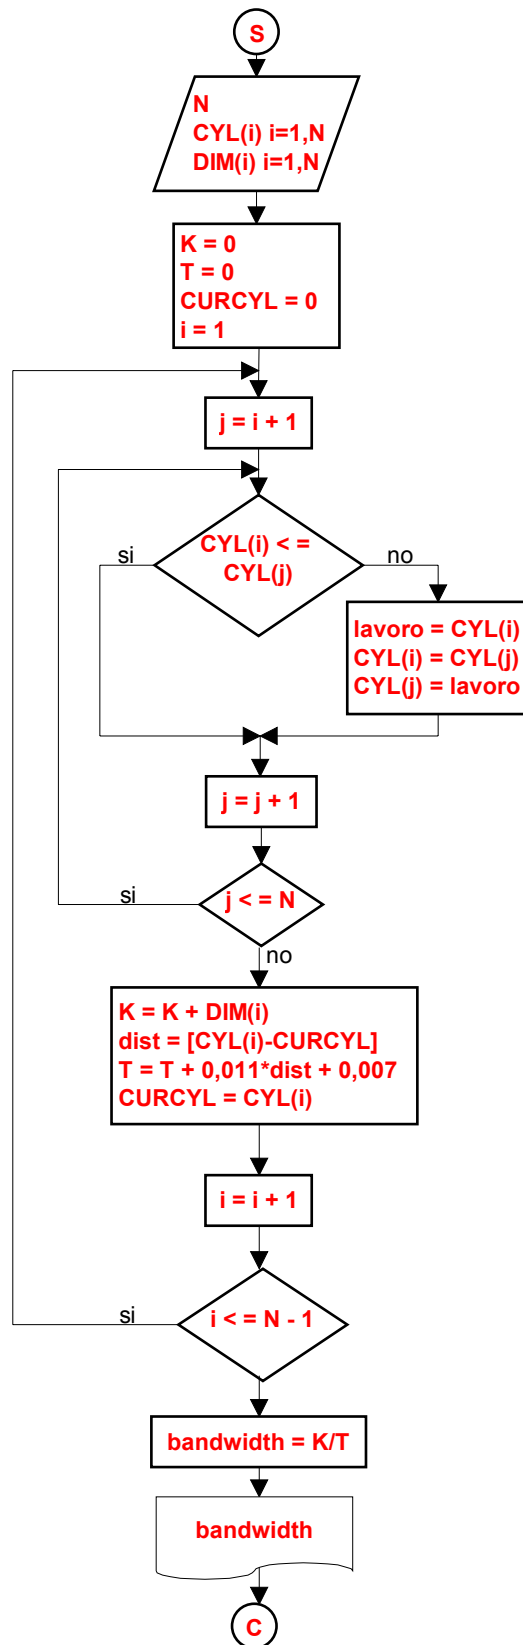 S
N
CYL(i) i=1,N
DIM(i) i=1,N
K = 0
T = 0
CURCYL = 0
i = 1
j = i + 1
CYL(i) < =
CYL(j)
si
no
lavoro = CYL(i)
CYL(i) = CYL(j)
CYL(j) = lavoro
j = j + 1
j < = N
si
no
K = K + DIM(i)
dist = [CYL(i)-CURCYL]
T = T + 0,011*dist + 0,007
CURCYL = CYL(i)
i = i + 1
i < = N - 1
si
bandwidth = K/T
bandwidth
C